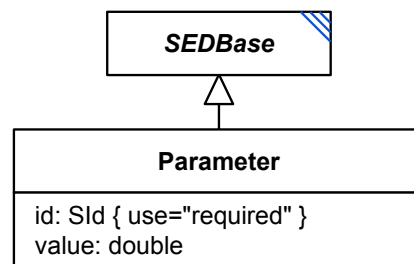 SEDBase
Parameter
id: SId { use="required" }
value: double